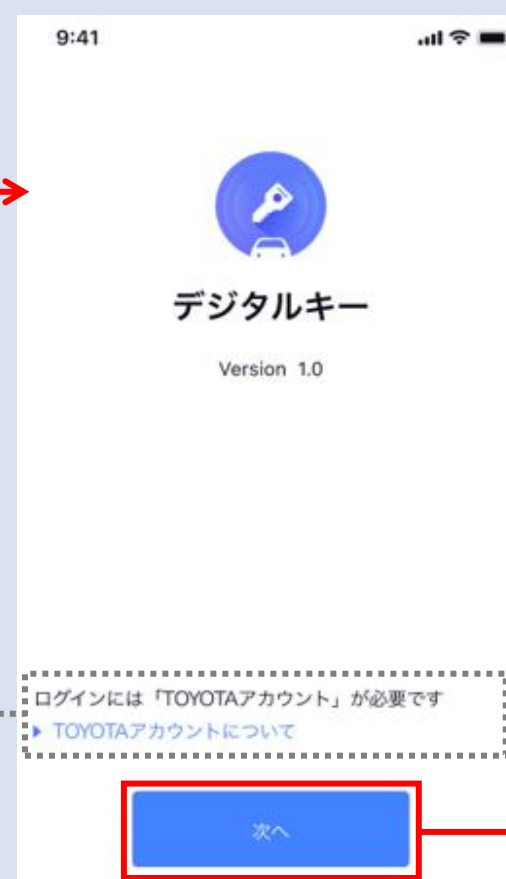 9:41
デジタルキー
Version 1.0
ログインには「TOYOTAアカウント」が必要です
TOYOTAアカウントについて
次へ